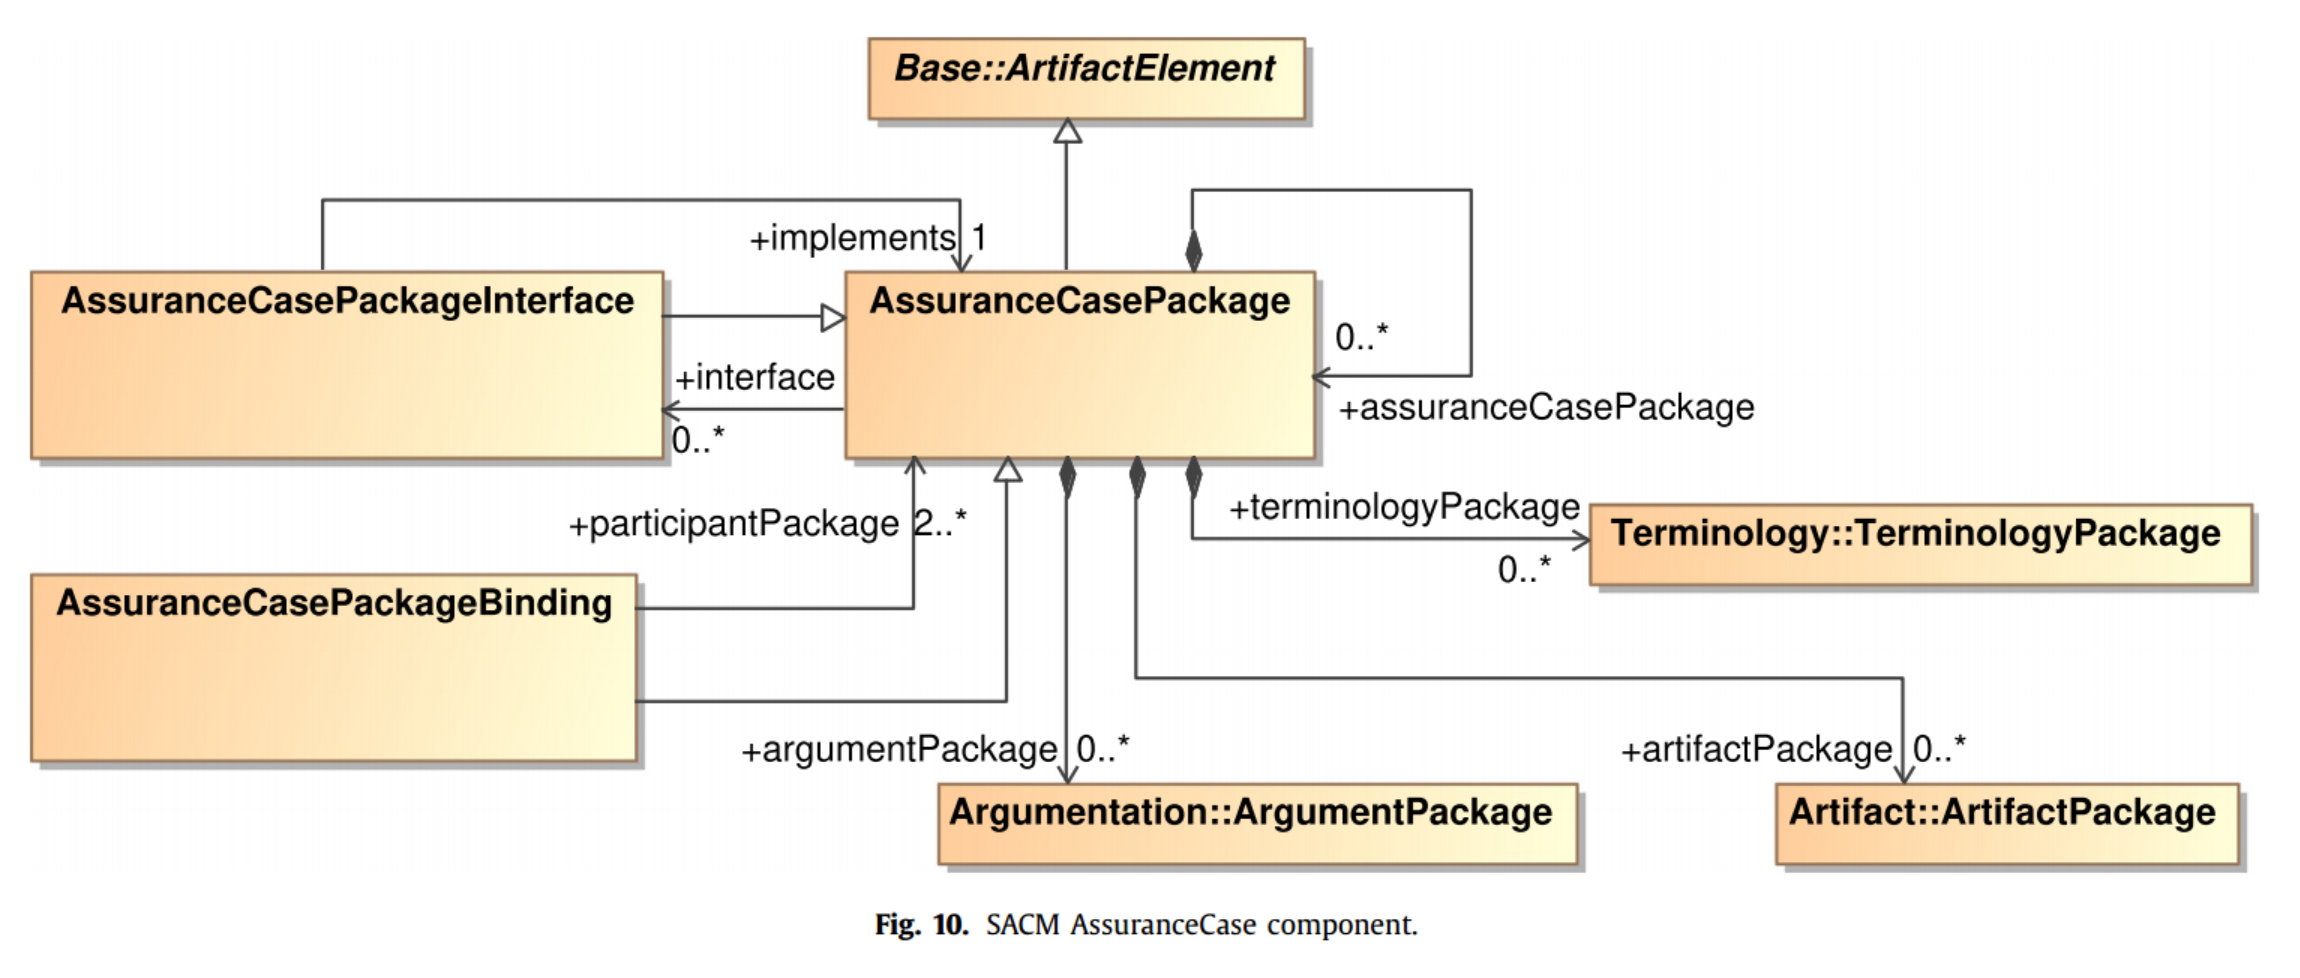 Base::ArtifactElement
+implements 1
AssuranceCasePackageInterface
AssuranceCasePackage
0..*
+interface
+assuranceCasePackage
0..*
+terminologyPackage
+participantPackage 2..*
Terminology::TerminologyPackage
0..*
AssuranceCasePackageBinding
+argumentPackage 0..*
+artifactPackage 0..*
Argumentation::ArgumentPackage
Artifact::ArtifactPackage
Fig. 10. SACM AssuranceCase component.